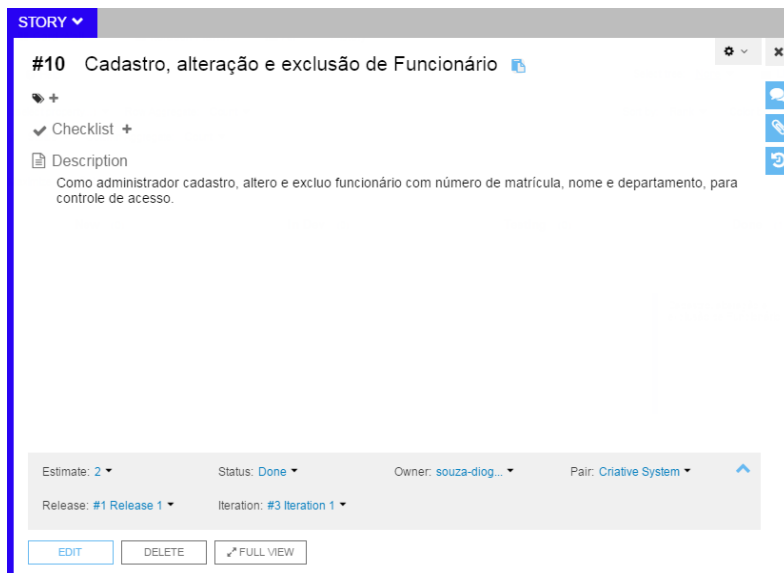 STORY
#10 Cadastro, alteração e exclusão de Funcionário
Checklist
Description
Como administrador cadastro, altero e excluo funcionário com número de matrícula, nome e departamento, para
controle de acesso.
Estimate: 2 Status: Done Owner: souza-diog... Pair: Criative System
Release: #1 Release 1 Iteration: #3 Iteration 1
EDIT DELETE FULL VIEW